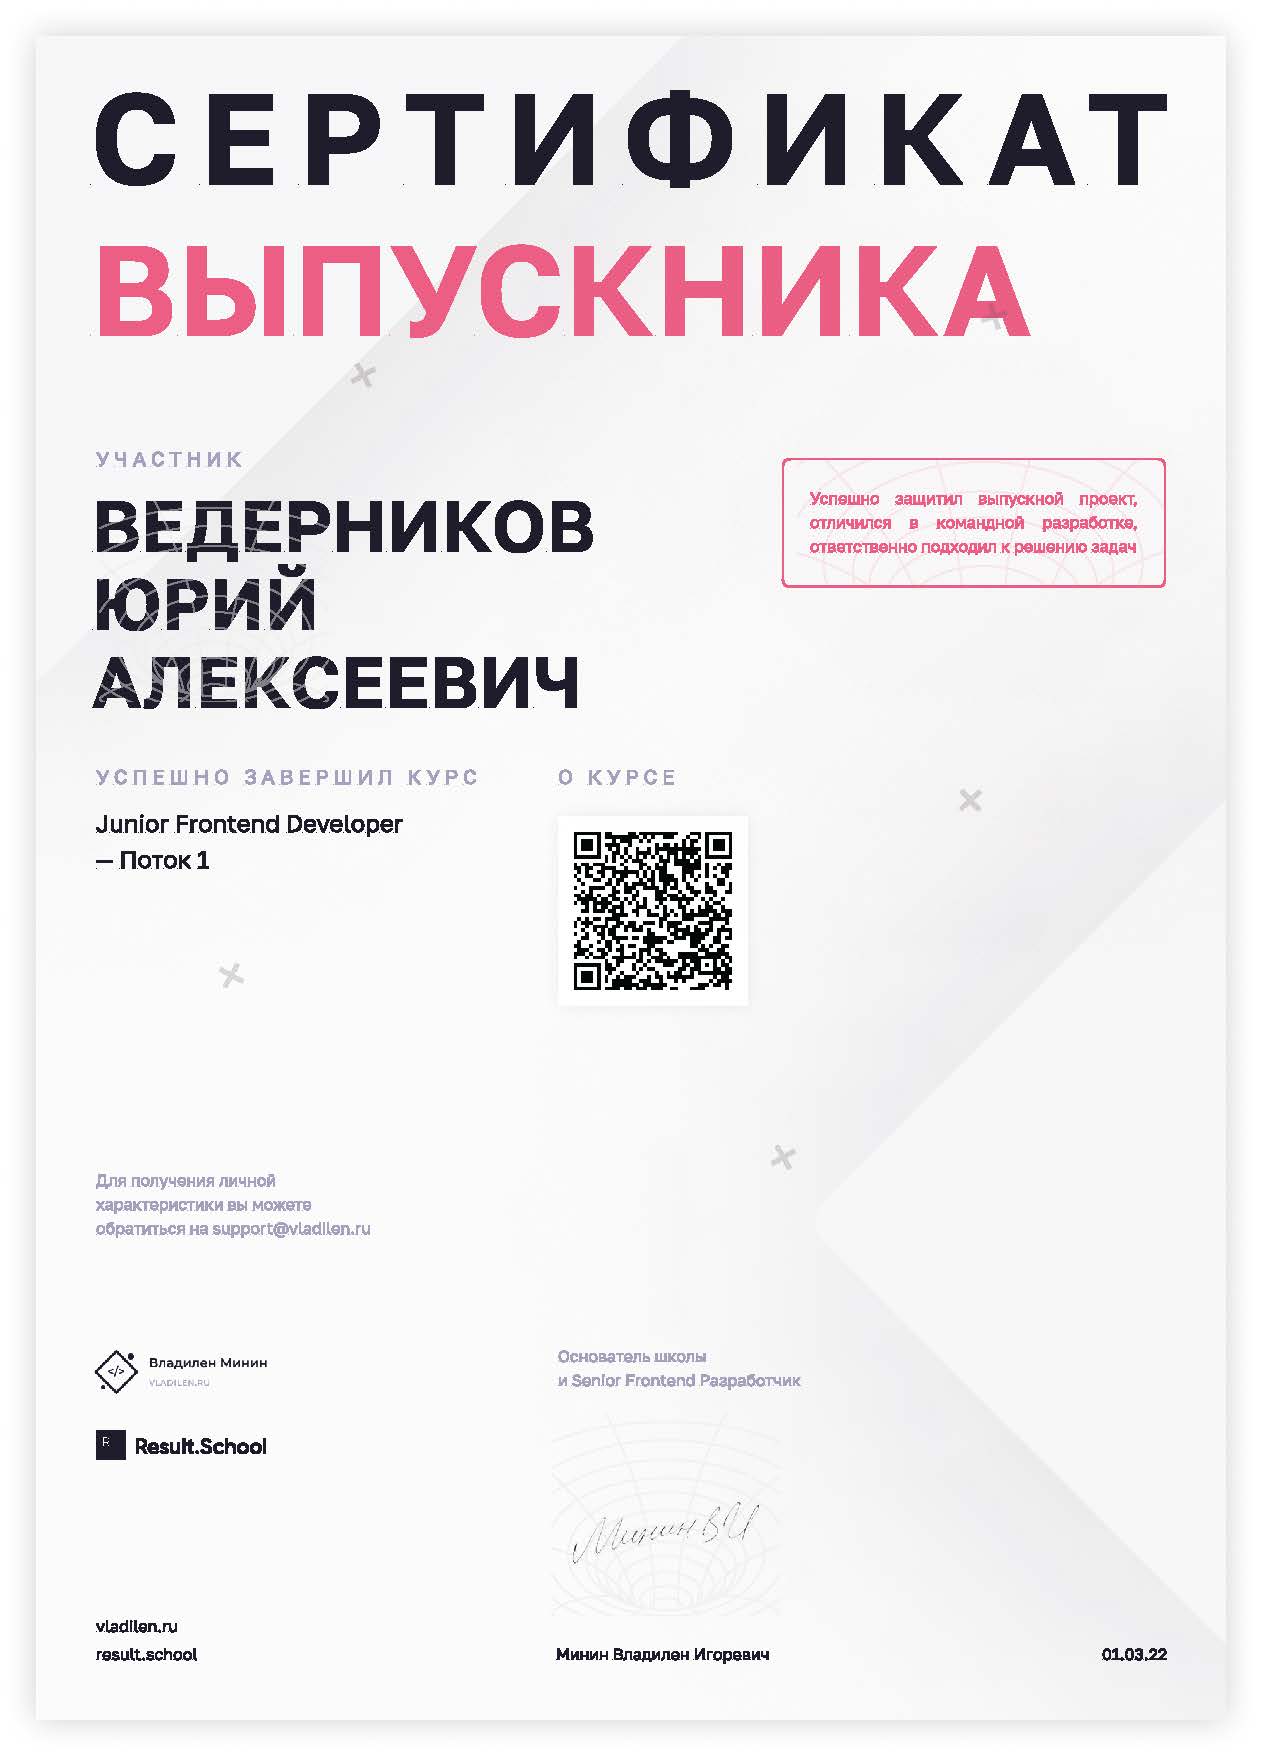 СЕРТИФИКАТ
ВЫПУСКНИКА
УЧАСТНИК
ВЕДЕРНИКОВ
ЮРИЙ
АЛЕКСЕЕВИЧ
Успешно защитил выпускной проект,
отличился в командной разработке,
ответственно подходил к решению задач
УСПЕШНО ЗАВЕРШИЛ КУРС
Junior Frontend Developer
— Поток 1
О КУРСЕ
Для получения личной
характеристики вы можете
обратиться на support@vladilen.ru
</>
Владилен Минин
VLADILEN.RU
R
Result.School
Основатель школы
и Senior Frontend Разработчик
Минин В И
vladilen.ru
result.school
Минин Владилен Игоревич
01.03.22